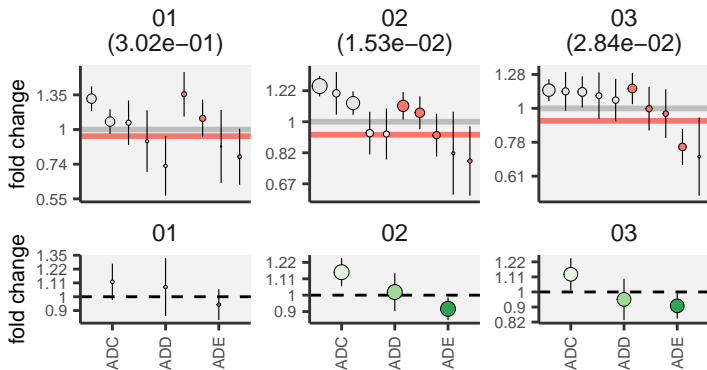 01
(3.02e−01)
02
(1.53e−02)
03
(2.84e−02)
fold change
1.35
1
0.74
0.55
1.22
1
0.82
0.67
1.28
1
0.78
0.61
01
02
03
fold change
1.35
1.22
1.11
1
0.9
1.22
1.11
1
0.9
1.22
1.11
1
0.9
0.82
ADC
ADD
ADE
ADC
ADD
ADE
ADC
ADD
ADE